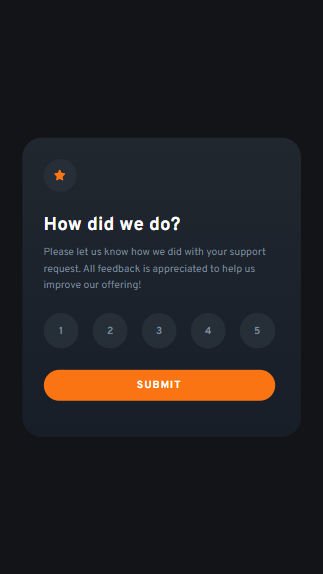 How did we do?
Please let us know how we did with your support
request. All feedback is appreciated to help us
improve our offering!
1 2 3 4 5
SUBMIT